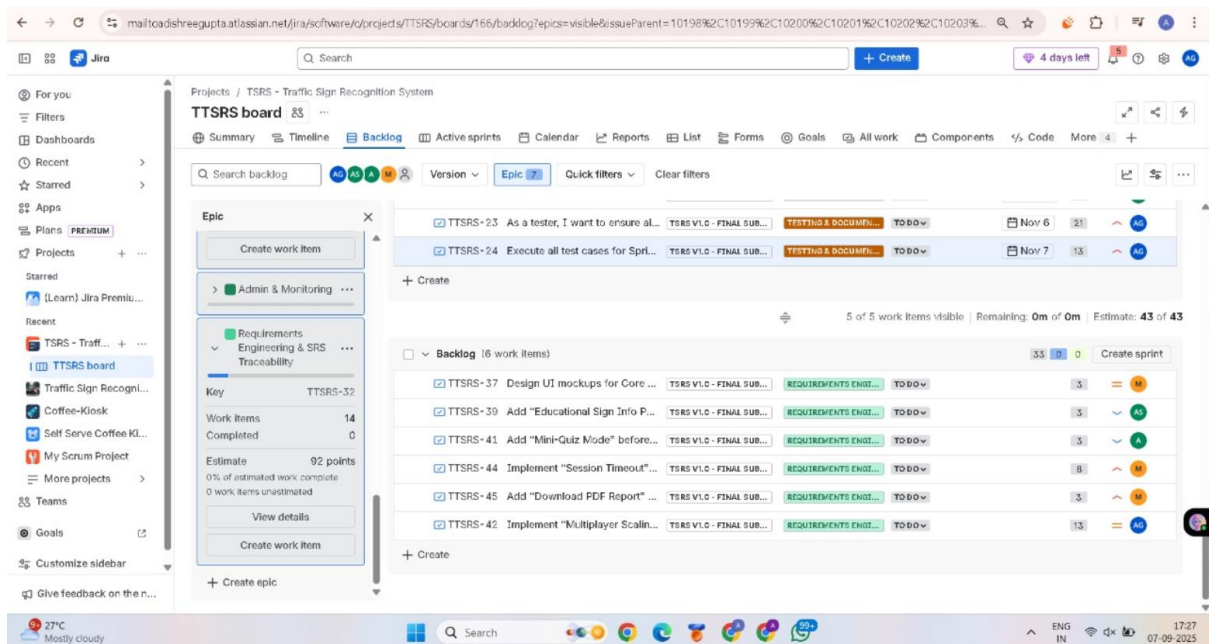 mailtoadishreegupta.atlassian.net/jira/software/c/projects/TTSRS/boards/166/backlog?epics=visible&issueParent=10198%2C10199%2C10200%2C10201%2C10202%2C10203%...
Jira
Search
+ Create
4 days left
5
AG
For you
Filters
Dashboards
Recent
Starred
Apps
Plans PREMIUM
Projects
Starred
(Learn) Jira Premiu...
Recent
TSRS - Traff...
TTSRS board
Traffic Sign Recogni...
Coffee-Kiosk
Self Serve Coffee Ki...
My Scrum Project
More projects
Teams
Goals
Customize sidebar
Give feedback on the n...
Projects / TSRS - Traffic Sign Recognition System
TTSRS board
Summary Timeline Backlog Active sprints Calendar Reports List Forms Goals All work Components Code More 4
Search backlog
AG AS A M
Version
Epic 7
Quick filters
Clear filters
Epic
Create work item
Admin & Monitoring
Requirements
Engineering & SRS
Traceability
Key TTSRS-32
Work items 14
Completed 0
Estimate 92 points
0% of estimated work complete
0 work items unestimated
View details
Create work item
+ Create epic
TTSRS-23 As a tester, I want to ensure al... TSRS V1.0 - FINAL SUB... TESTING & DOCUMEN... TO DO Nov 6 21 AG
TTSRS-24 Execute all test cases for Spri... TSRS V1.0 - FINAL SUB... TESTING & DOCUMEN... TO DO Nov 7 13 AG
+ Create
5 of 5 work items visible | Remaining: 0m of 0m | Estimate: 43 of 43
Backlog (6 work items) 33 0 0 Create sprint
TTSRS-37 Design UI mockups for Core ... TSRS V1.0 - FINAL SUB... REQUIREMENTS ENGI... TO DO 3 M
TTSRS-39 Add "Educational Sign Info P... TSRS V1.0 - FINAL SUB... REQUIREMENTS ENGI... TO DO 3 AS
TTSRS-41 Add "Mini-Quiz Mode" before... TSRS V1.0 - FINAL SUB... REQUIREMENTS ENGI... TO DO 3 A
TTSRS-44 Implement "Session Timeout"... TSRS V1.0 - FINAL SUB... REQUIREMENTS ENGI... TO DO 8 M
TTSRS-45 Add "Download PDF Report" ... TSRS V1.0 - FINAL SUB... REQUIREMENTS ENGI... TO DO 3 M
TTSRS-42 Implement "Multiplayer Scalin... TSRS V1.0 - FINAL SUB... REQUIREMENTS ENGI... TO DO 13 AG
+ Create
9+
27°C
Mostly cloudy
Search
99+
ENG
IN
17:27
07-09-2025